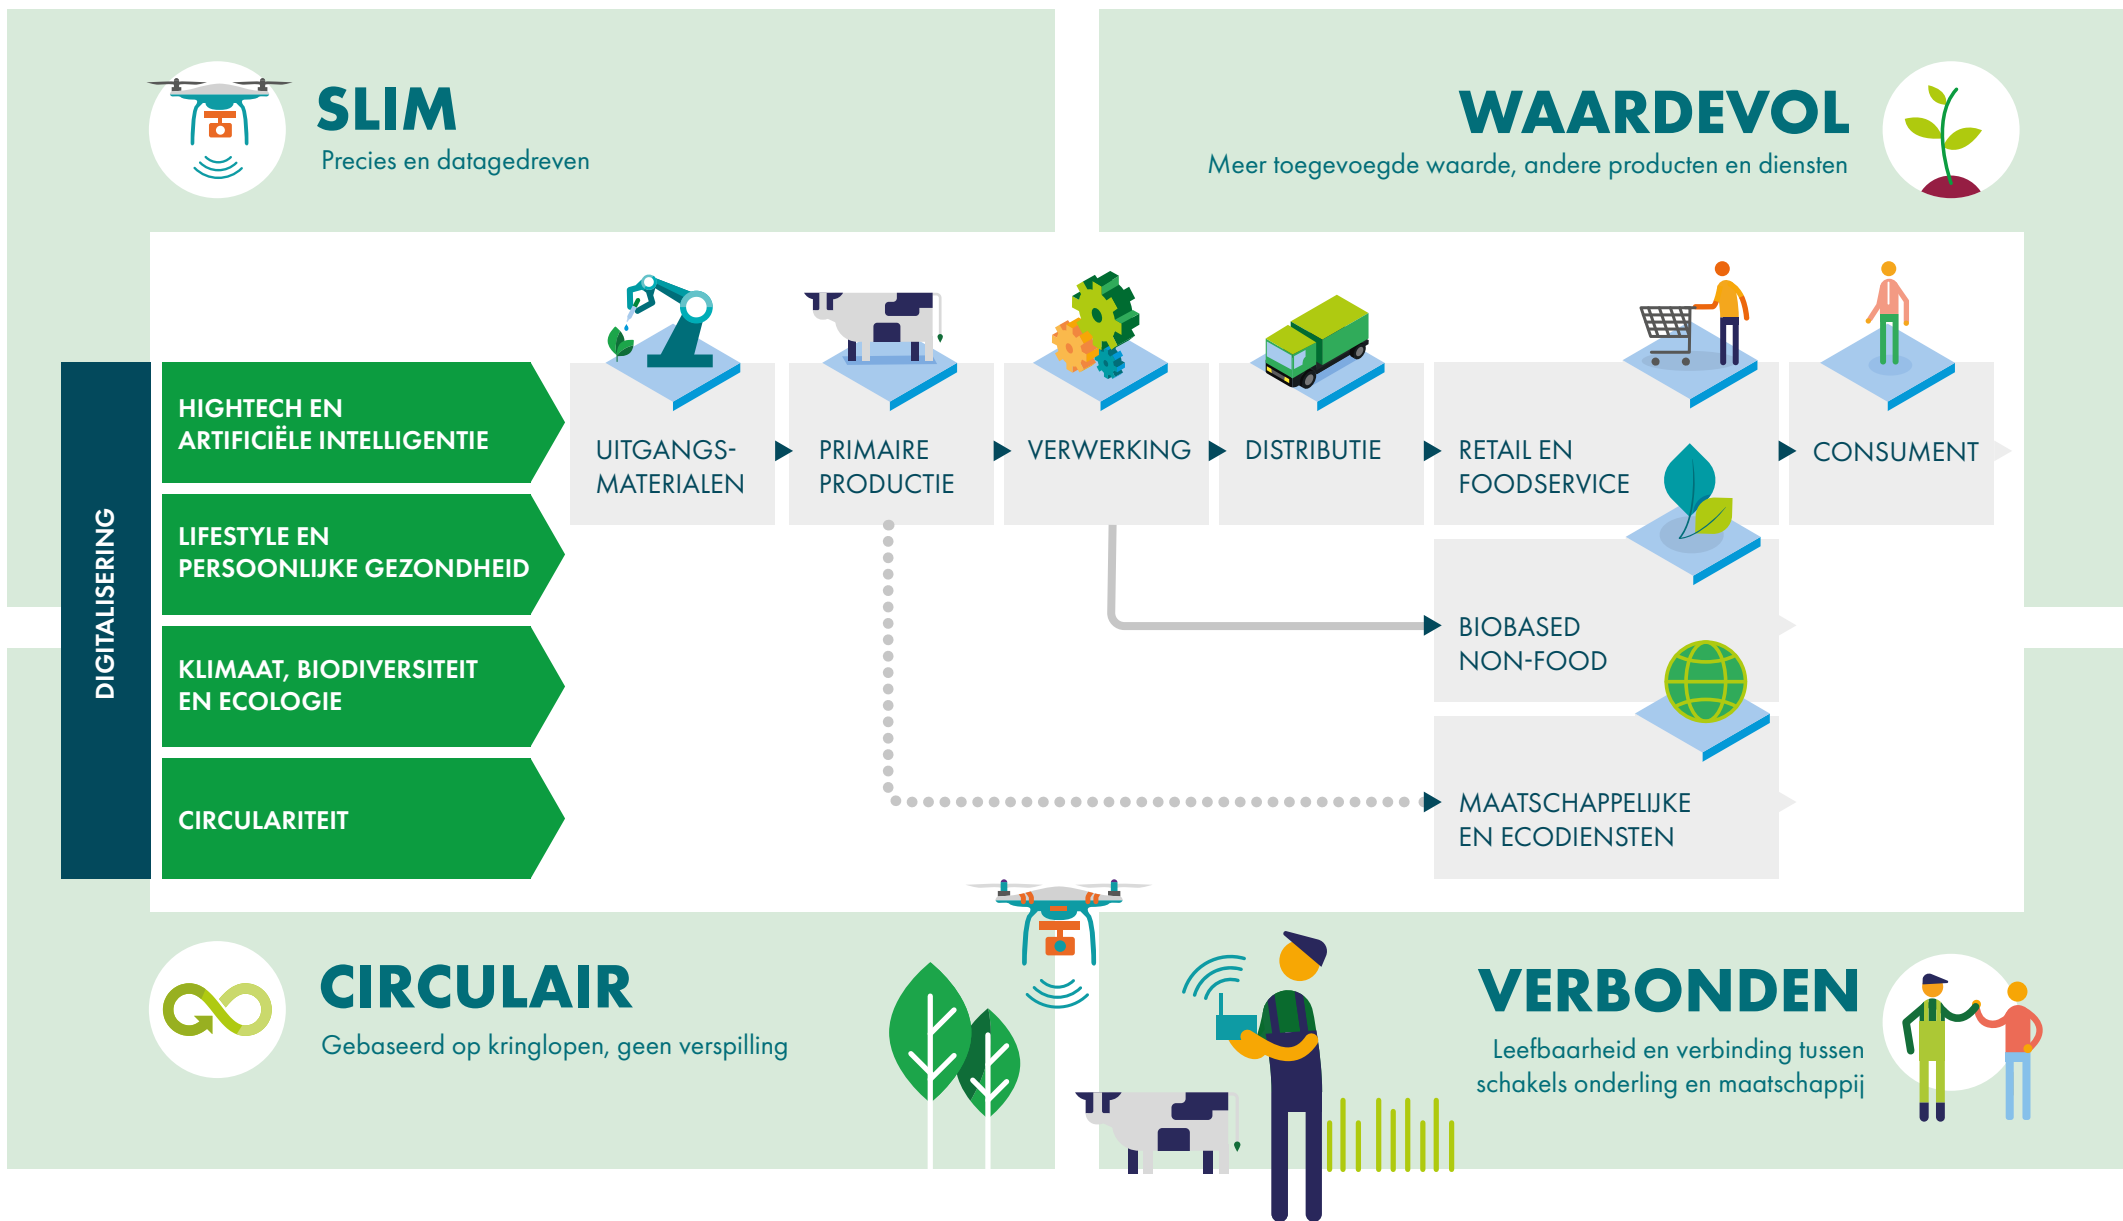 SLIM
Precies en datagedreven
WAARDEVOL
Meer toegevoegde waarde, andere producten en diensten
DIGITALISERING
HIGHTECH EN
ARTIFICIËLE INTELLIGENTIE
LIFESTYLE EN
PERSOONLIJKE GEZONDHEID
KLIMAAT, BIODIVERSITEIT
EN ECOLOGIE
CIRCULARITEIT
UITGANGS-
MATERIALEN
PRIMAIRE
PRODUCTIE
VERWERKING
DISTRIBUTIE
RETAIL EN
FOODSERVICE
CONSUMENT
BIOBASED
NON-FOOD
MAATSCHAPPELIJKE
EN ECODIENSTEN
CIRCULAIR
Gebaseerd op kringlopen, geen verspilling
VERBONDEN
Leefbaarheid en verbinding tussen
schakels onderling en maatschappij